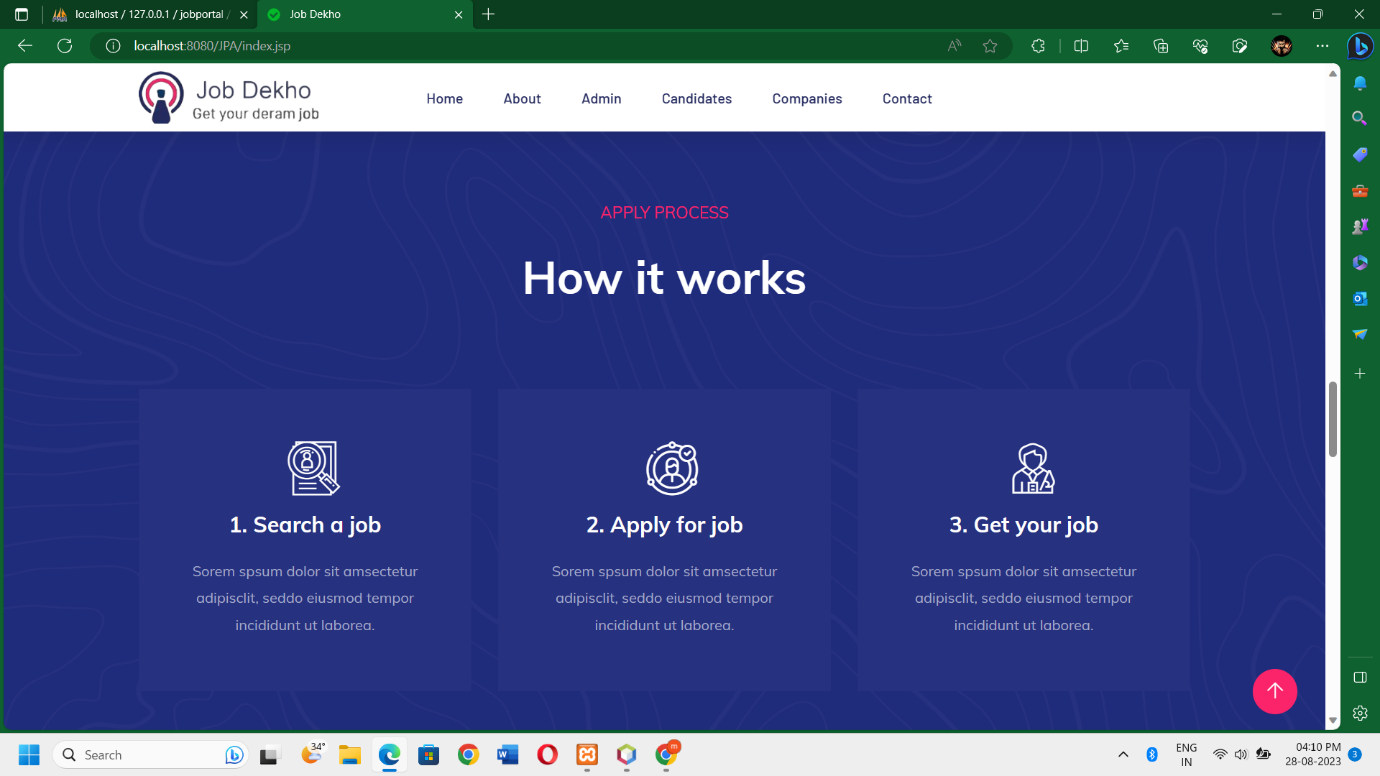 localhost / 127.0.0.1 / jobportal /
Job Dekho
localhost:8080/JPA/index.jsp
Job Dekho
Get your deram job
Home
About
Admin
Candidates
Companies
Contact
APPLY PROCESS
How it works
1. Search a job
Sorem spsum dolor sit amsectetur
adipisclit, seddo eiusmod tempor
incididunt ut laborea.
2. Apply for job
Sorem spsum dolor sit amsectetur
adipisclit, seddo eiusmod tempor
incididunt ut laborea.
3. Get your job
Sorem spsum dolor sit amsectetur
adipisclit, seddo eiusmod tempor
incididunt ut laborea.
Search
34°
m
ENG
IN
04:10 PM
28-08-2023
3